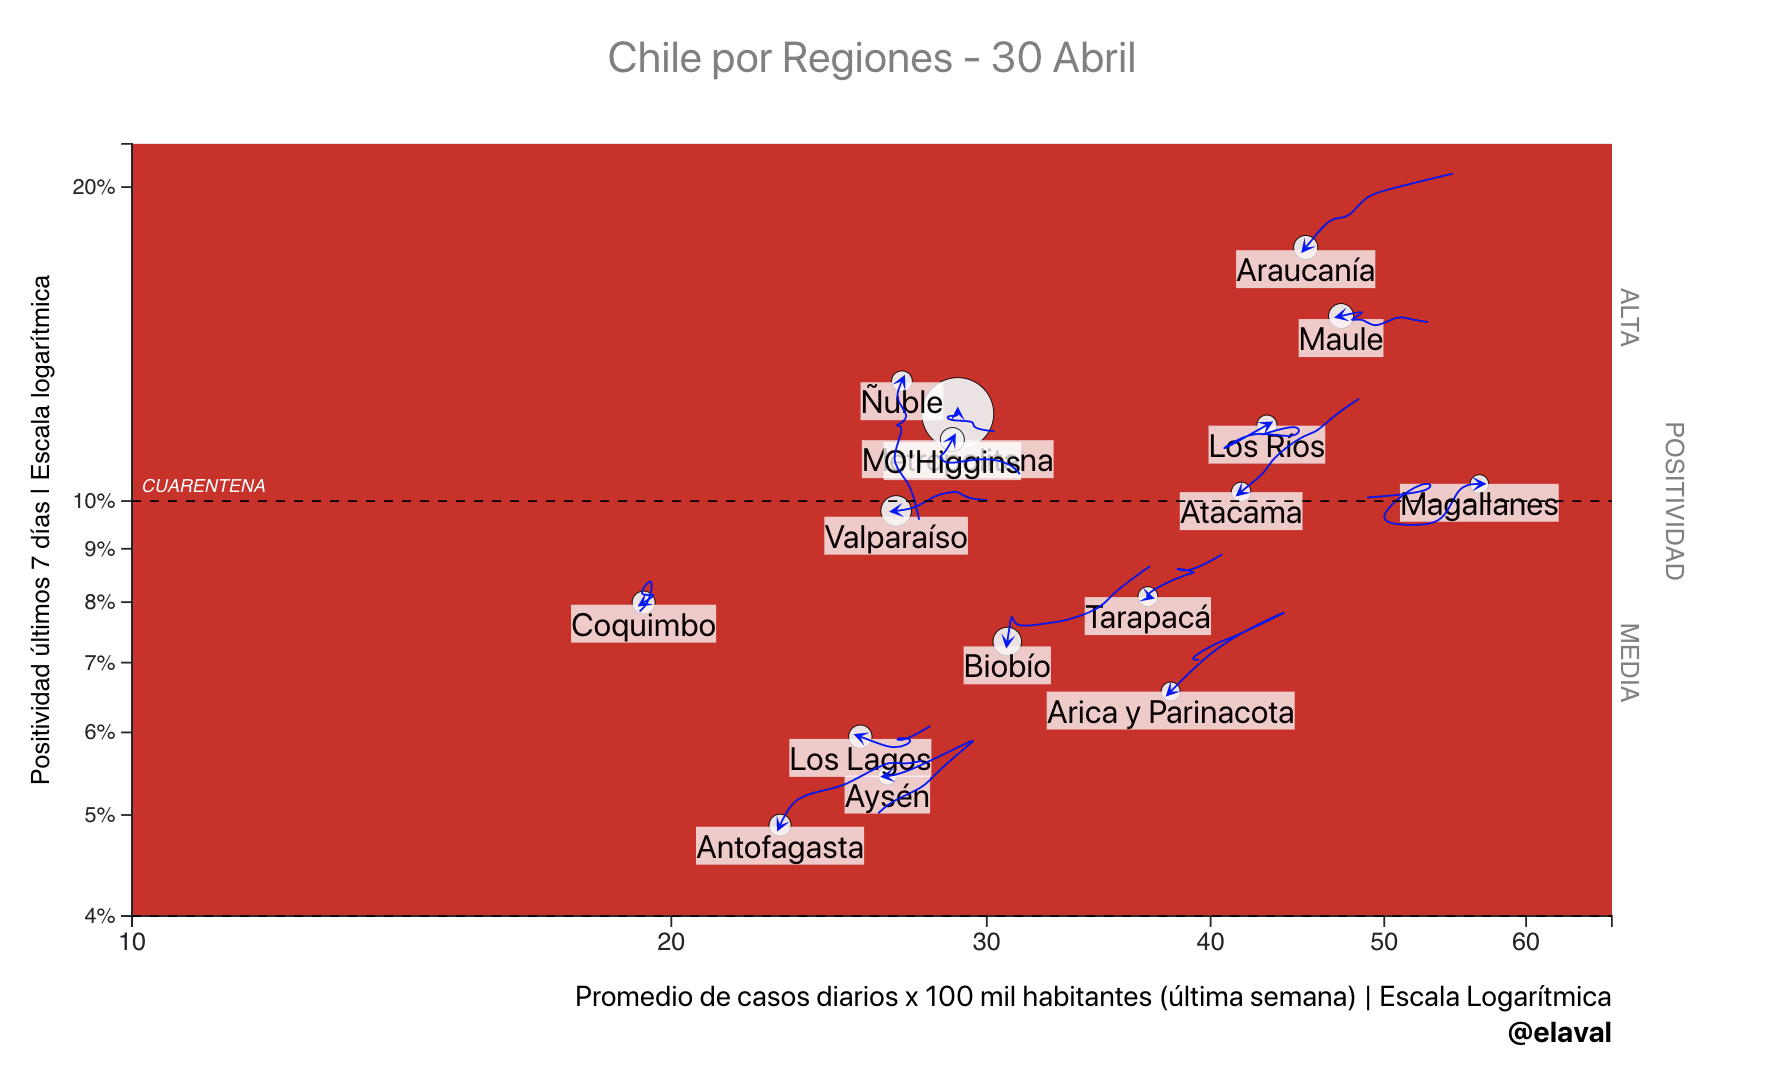 Chile por Regiones - 30 Abril
Positividad últimos 7 días I Escala logarítmica
20%
10%
9%
8%
7%
6%
5%
4%
CUARENTENA
Araucanía
Maule
Ñuble
O'Higgins
Los Ríos
Atacama
Magallanes
Valparaíso
Coquimbo
Tarapacá
Biobío
Arica y Parinacota
Los Lagos
Aysén
Antofagasta
ALTA
MEDIA
POSITIVIDAD
10
20
30
40
50
60
Promedio de casos diarios x 100 mil habitantes (última semana) | Escala Logarítmica
@elaval